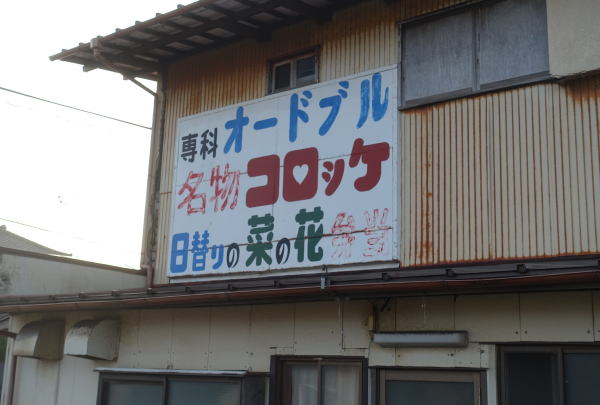 専科オードブル
名物コロッケ
日替りの菜の花弁当